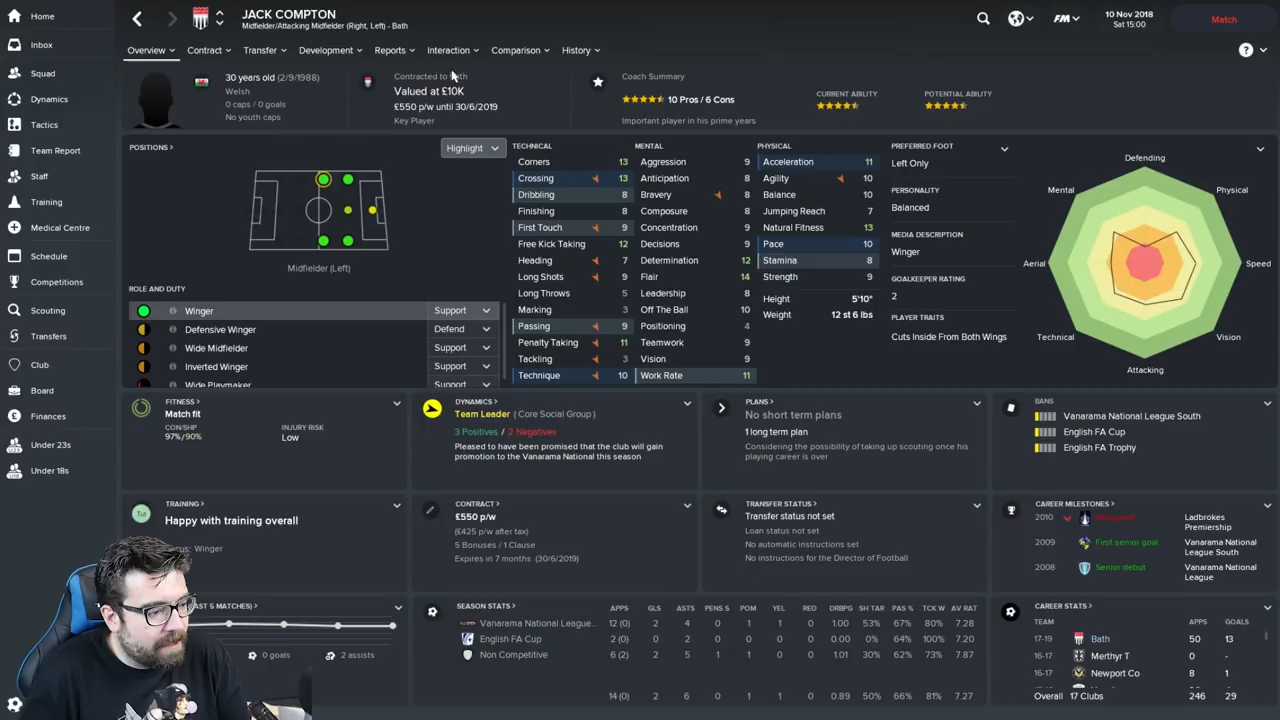 Home
JACK COMPTON
Midfielder/Attacking Midfielder (Right, Left) - Bath
FM
10 Nov 2018
Sat 15:00
Match
Inbox
Squad
Dynamics
Tactics
Team Report
Staff
Training
Medical Centre
Schedule
Competitions
Scouting
Transfers
Club
Board
Finances
Under 23s
Under 18s
Overview
Contract
Transfer
Development
Reports
Interaction
Comparison
History
?
30 years old (2/9/1988)
Welsh
0 caps / 0 goals
No youth caps
Contracted to Bath
Valued at £10K
£550 p/w until 30/6/2019
Key Player
Coach Summary
10 Pros / 6 Cons
Important player in his prime years
CURRENT ABILITY
POTENTIAL ABILITY
POSITIONS >
Highlight
Midfielder (Left)
ROLE AND DUTY
Winger Support
Defensive Winger Defend
Wide Midfielder Support
Inverted Winger Support
Wide Playmaker Support
TECHNICAL
Corners 13
Crossing 13
Dribbling 8
Finishing 8
First Touch 9
Free Kick Taking 12
Heading 7
Long Shots 9
Long Throws 5
Marking 3
Passing 9
Penalty Taking 11
Tackling 3
Technique 10
MENTAL
Aggression 9
Anticipation 8
Bravery 8
Composure 8
Concentration 9
Decisions 9
Determination 12
Flair 14
Leadership 8
Off The Ball 10
Positioning 4
Teamwork 9
Vision 9
Work Rate 11
PHYSICAL
Acceleration 11
Agility 10
Balance 10
Jumping Reach 7
Natural Fitness 13
Pace 10
Stamina 8
Strength 9
Height 5'10"
Weight 12 st 6 lbs
PREFERRED FOOT
Left Only
PERSONALITY
Balanced
MEDIA DESCRIPTION
Winger
GOALKEEPER RATING
2
PLAYER TRAITS
Cuts Inside From Both Wings
Defending
Mental
Physical
Aerial
Speed
Technical
Vision
Attacking
FITNESS >
Match fit
CON/SHP
97%/90%
INJURY RISK
Low
DYNAMICS >
Team Leader ( Core Social Group )
3 Positives / 2 Negatives
Pleased to have been promised that the club will gain
promotion to the Vanarama National this season
PLANS >
No short term plans
1 long term plan
Considering the possibility of taking up scouting once his
playing career is over
BANS
Vanarama National League South
English FA Cup
English FA Trophy
TRAINING >
Happy with training overall
Winger
CONTRACT >
£550 p/w
(£425 p/w after tax)
5 Bonuses / 1 Clause
Expires in 7 months (30/6/2019)
TRANSFER STATUS >
Transfer status not set
Loan status not set
No automatic instructions set
No instructions for the Director of Football
CAREER MILESTONES >
2010 Ladbrokes
Premiership
2009 First senior goal Vanarama National
League South
2008 Senior debut Vanarama National
League
AST 5 MATCHES) >
0 goals
2 assists
SEASON STATS > APPS GLS ASTS PENS S POM YEL RED DRBPG SH TAR PAS % TCK W AV RAT
Vanarama National League... 12 (0) 2 4 0 1 1 0 1.00 53% 67% 80% 7.28
English FA Cup 2 (0) 0 2 0 0 0 0 0.00 0% 64% 100% 7.20
Non Competitive 6 (2) 2 5 1 1 0 0 1.01 30% 62% 73% 7.87
14 (0) 2 6 0 1 1 0 0.89 50% 66% 81% 7.27
CAREER STATS >
TEAM APPS GOALS
17-19 Bath 50 13
16-17 Merthyr T 0 -
16-17 Newport Co 8 1
Overall 17 Clubs 246 29